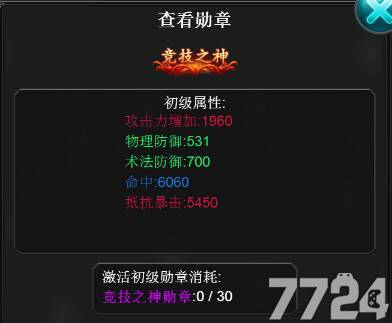 查看勋章
竞技之神
初级属性:
攻击力增加:1960
物理防御:531
术法防御:700
命中:6060
抵抗暴击:5450
激活初级勋章消耗:
竞技之神勋章:0 / 30
7724